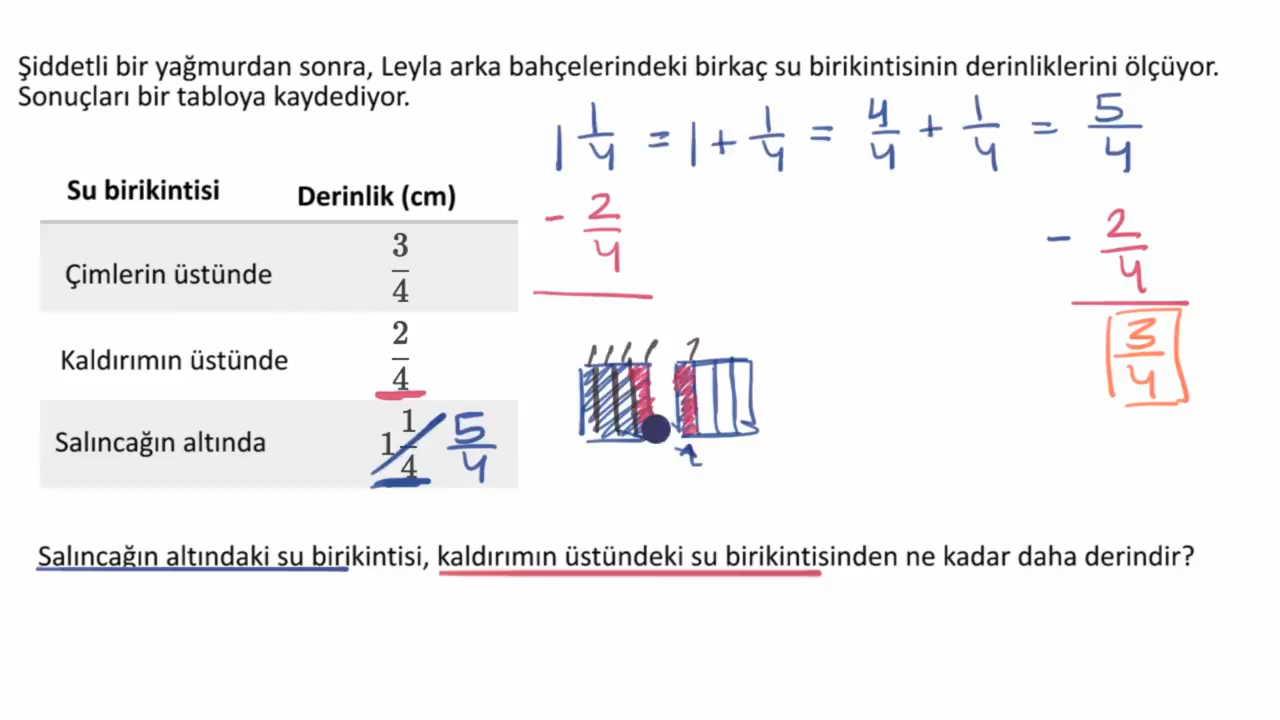 Şiddetli bir yağmurdan sonra, Leyla arka bahçelerindeki birkaç su birikintisinin derinliklerini ölçüyor.
Sonuçları bir tabloya kaydediyor.
1 1/4 = 1 + 1/4 = 4/4 + 1/4 = 5/4
- 2/4
- 2/4
3/4
Su birikintisi Derinlik (cm)
Çimlerin üstünde 3/4
Kaldırımın üstünde 2/4
Salıncağın altında 1 1/4 5/4
Salıncağın altındaki su birikintisi, kaldırımın üstündeki su birikintisinden ne kadar daha derindir?